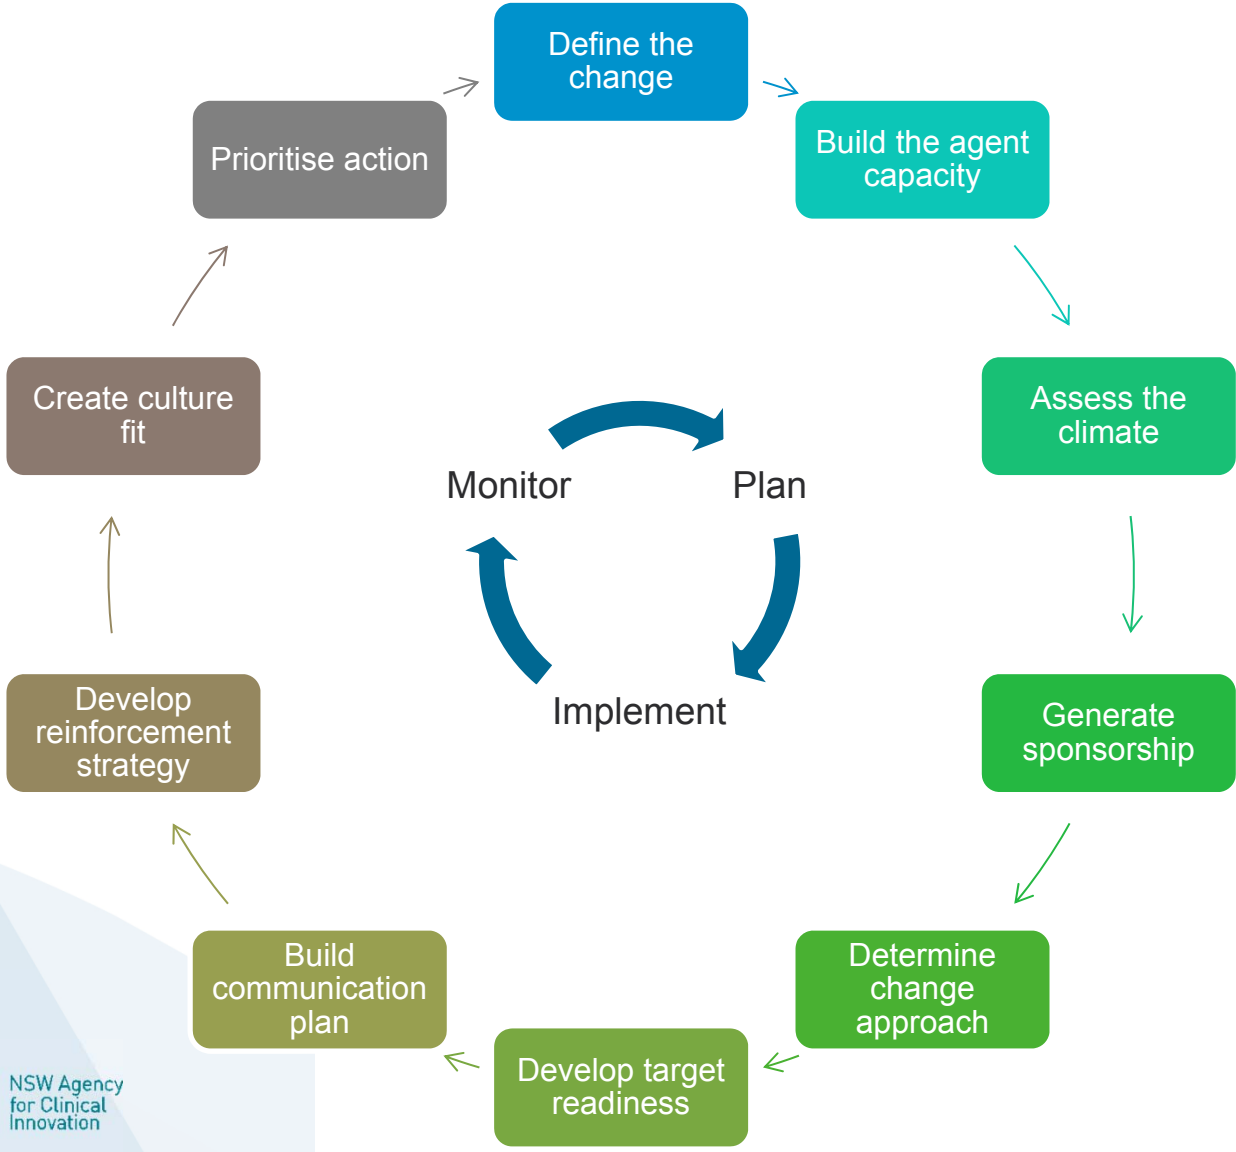 Define the
change
Build the agent
capacity
Assess the
climate
Generate
sponsorship
Determine
change
approach
Develop target
readiness
Build
communication
plan
Develop
reinforcement
strategy
Create culture
fit
Prioritise action
Monitor
Plan
Implement
NSW Agency
for Clinical
Innovation